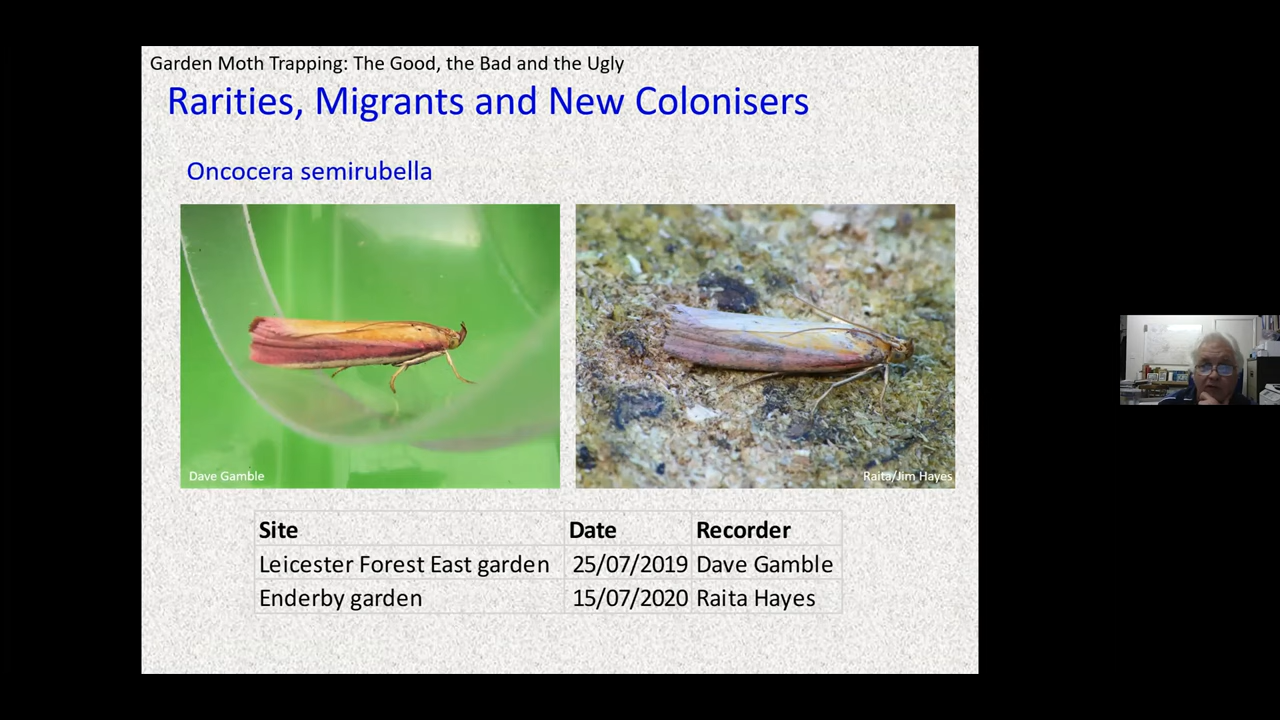 Garden Moth Trapping: The Good, the Bad and the Ugly
Rarities, Migrants and New Colonisers
Oncocera semirubella
Dave Gamble
Raita/Jim Hayes
Site Date Recorder
Leicester Forest East garden 25/07/2019 Dave Gamble
Enderby garden 15/07/2020 Raita Hayes